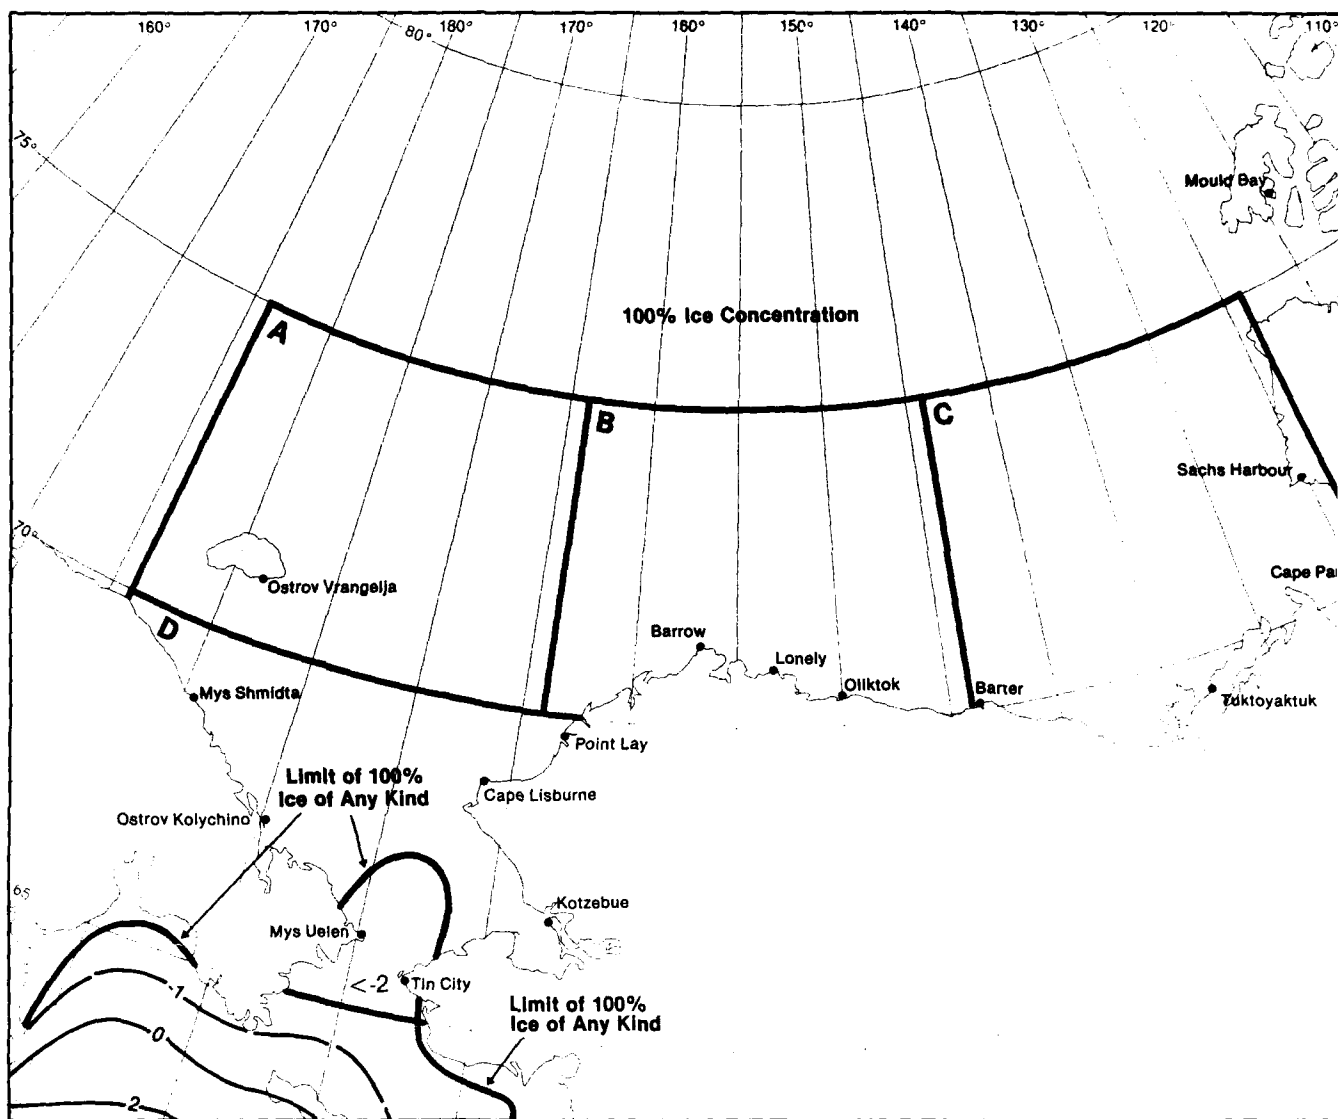 160°
170°
80°
180°
170°
160°
150°
140°
130°
120°
110°
75°
Mould Bay
A
100% Ice Concentration
B
C
Sachs Harbour
70°
Ostrov Vrangelja
Cape Par
D
Barrow
Lonely
Mys Shmidta
Oliktok
Barter
Tuktoyaktuk
Point Lay
Limit of 100%
Ice of Any Kind
Cape Lisburne
Ostrov Kolychino
65
Kotzebue
Mys Uelen
<-2
Tin City
-1
Limit of 100%
Ice of Any Kind
0
2